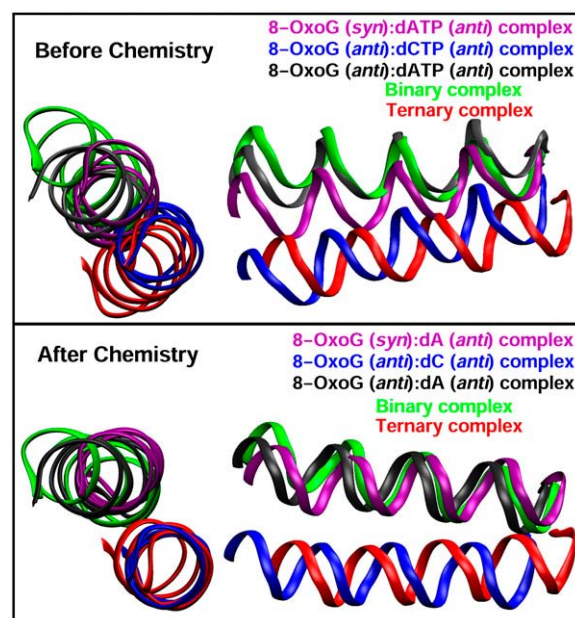 Before Chemistry
8-OxoG (syn):dATP (anti) complex
8-OxoG (anti):dCTP (anti) complex
8-OxoG (anti):dATP (anti) complex
Binary complex
Ternary complex
After Chemistry
8-OxoG (syn):dA (anti) complex
8-OxoG (anti):dC (anti) complex
8-OxoG (anti):dA (anti) complex
Binary complex
Ternary complex